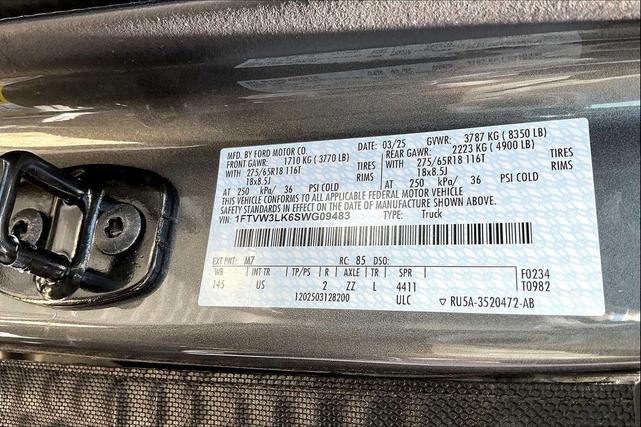 MFD. BY FORD MOTOR CO. DATE: 03/25 GVWR: 3787 KG ( 8350 LB)
FRONT GAWR: 1710 KG ( 3770 LB) REAR GAWR: 2223 KG ( 4900 LB)
WITH 275/65R18 116T TIRES WITH 275/65R18 116T TIRES
18x8.5J RIMS 18x8.5J RIMS
AT 250 kPa/ 36 PSI COLD AT 250 kPa/ 36 PSI COLD
THIS VEHICLE CONFORMS TO ALL APPLICABLE FEDERAL MOTOR VEHICLE
SAFETY STANDARDS IN EFFECT ON THE DATE OF MANUFACTURE SHOWN ABOVE.
VIN: 1FTVW3LK6SWG09483 TYPE: Truck
EXT PNT: M7 RC: 85 DSO:
WB INT TR TP/PS R AXLE TR SPR F0234
145 US 2 ZZ L 4411 T0982
1202503128200 ULC ▽ RU5A-3520472-AB